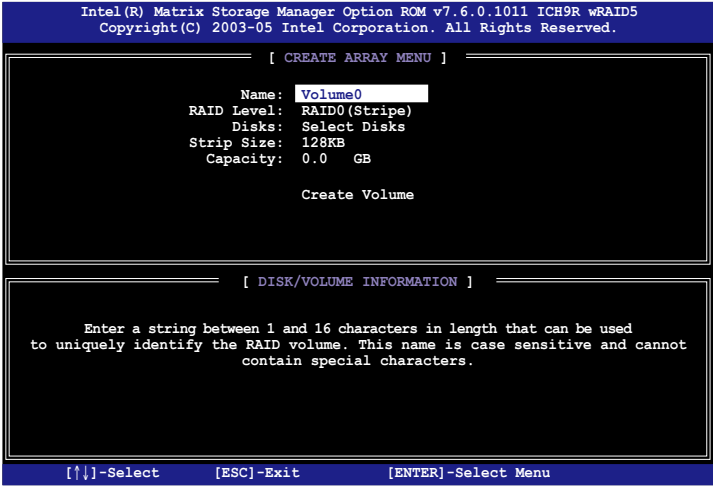 Intel(R) Matrix Storage Manager Option ROM v7.6.0.1011 ICH9R wRAID5
Copyright(C) 2003-05 Intel Corporation. All Rights Reserved.
[ CREATE ARRAY MENU ]
Name: Volume0
RAID Level: RAID0(Stripe)
Disks: Select Disks
Strip Size: 128KB
Capacity: 0.0 GB
Create Volume
[ DISK/VOLUME INFORMATION ]
Enter a string between 1 and 16 characters in length that can be used
to uniquely identify the RAID volume. This name is case sensitive and cannot
contain special characters.
[↑↓]-Select [ESC]-Exit [ENTER]-Select Menu